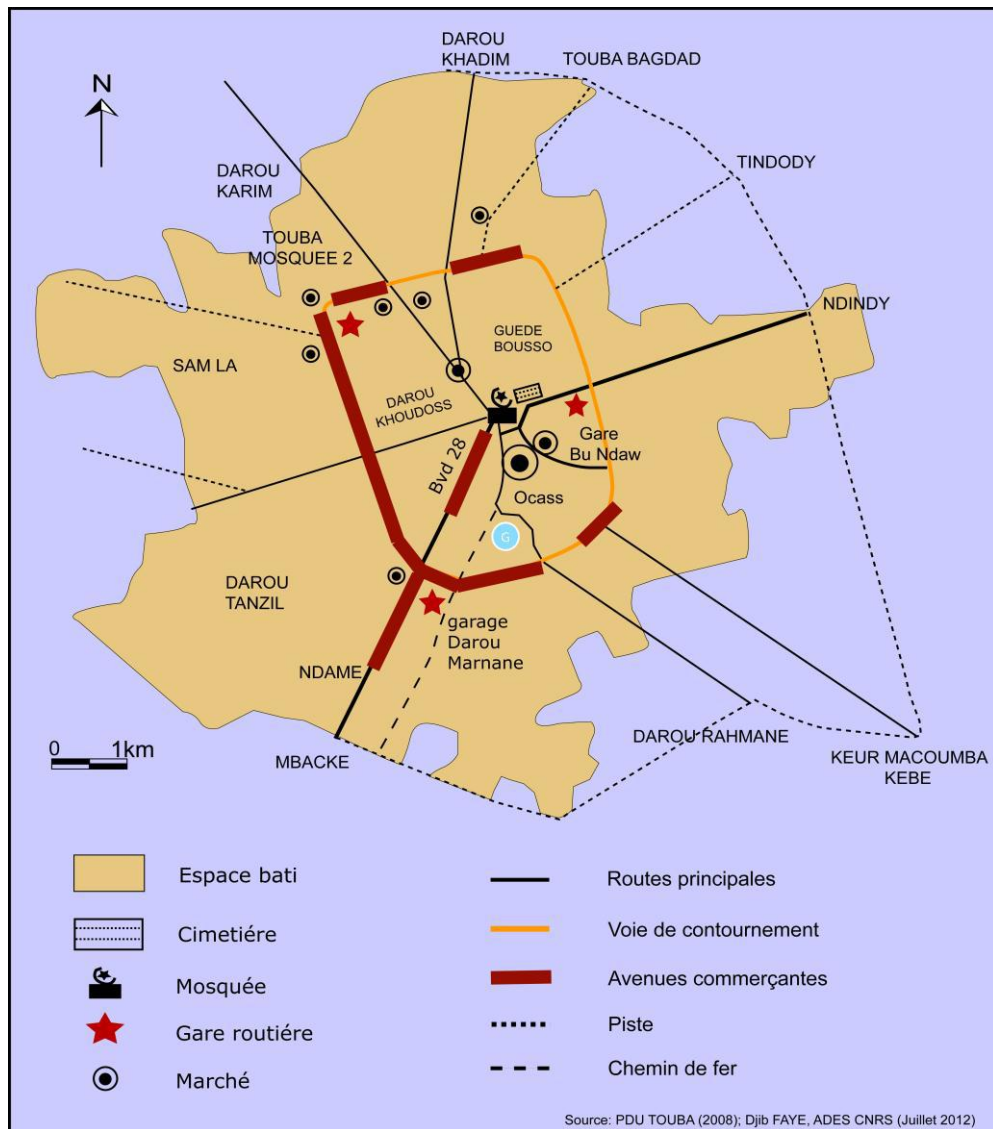 DAROU
KHADIM
TOUBA BAGDAD
N
TINDODY
DAROU
KARIM
TOUBA
MOSQUEE 2
NDINDY
GUEDE
BOUSSO
SAM LA
DAROU
KHOUDOSS
Gare
Bu Ndaw
Bvd 28
Ocass
G
DAROU
TANZIL
garage
Darou
Marnane
NDAME
DAROU RAHMANE
0 1km
MBACKE
KEUR MACOUMBA
KEBE
Espace bati
Cimetiére
Mosquée
Gare routiére
Marché
Routes principales
Voie de contournement
Avenues commerçantes
Piste
Chemin de fer
Source: PDU TOUBA (2008); Djib FAYE, ADES CNRS (Juillet 2012)